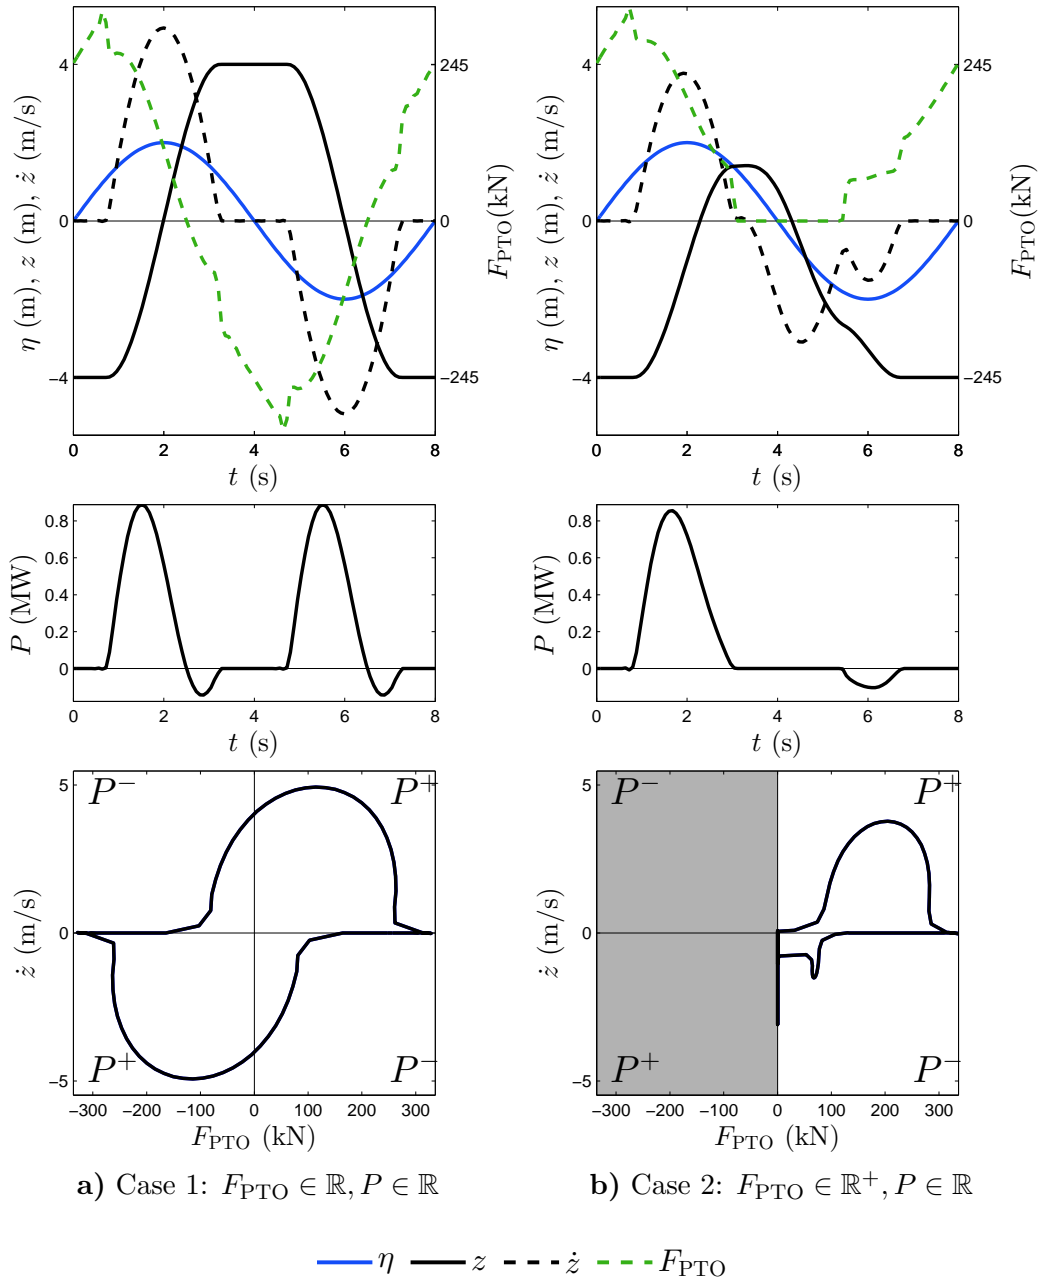 4 245 4 245
η (m), z (m), ż (m/s) 0 0 F_PTO(kN) η (m), z (m), ż (m/s) 0 0 F_PTO(kN)
−4 −245 −4 −245
0 2 4 6 8 0 2 4 6 8
t (s) t (s)
0.8 0.8
0.6 0.6
P (MW) 0.4 P (MW) 0.4
0.2 0.2
0 0
0 2 4 6 8 0 2 4 6 8
t (s) t (s)
5 P⁻ P⁺ 5 P⁻ P⁺
ż (m/s) 0 ż (m/s) 0
−5 P⁺ P⁻ −5 P⁺ P⁻
−300 −200 −100 0 100 200 300 −300 −200 −100 0 100 200 300
F_PTO (kN) F_PTO (kN)
a) Case 1: F_PTO ∈ ℝ, P ∈ ℝ b) Case 2: F_PTO ∈ ℝ⁺, P ∈ ℝ
η z ż F_PTO